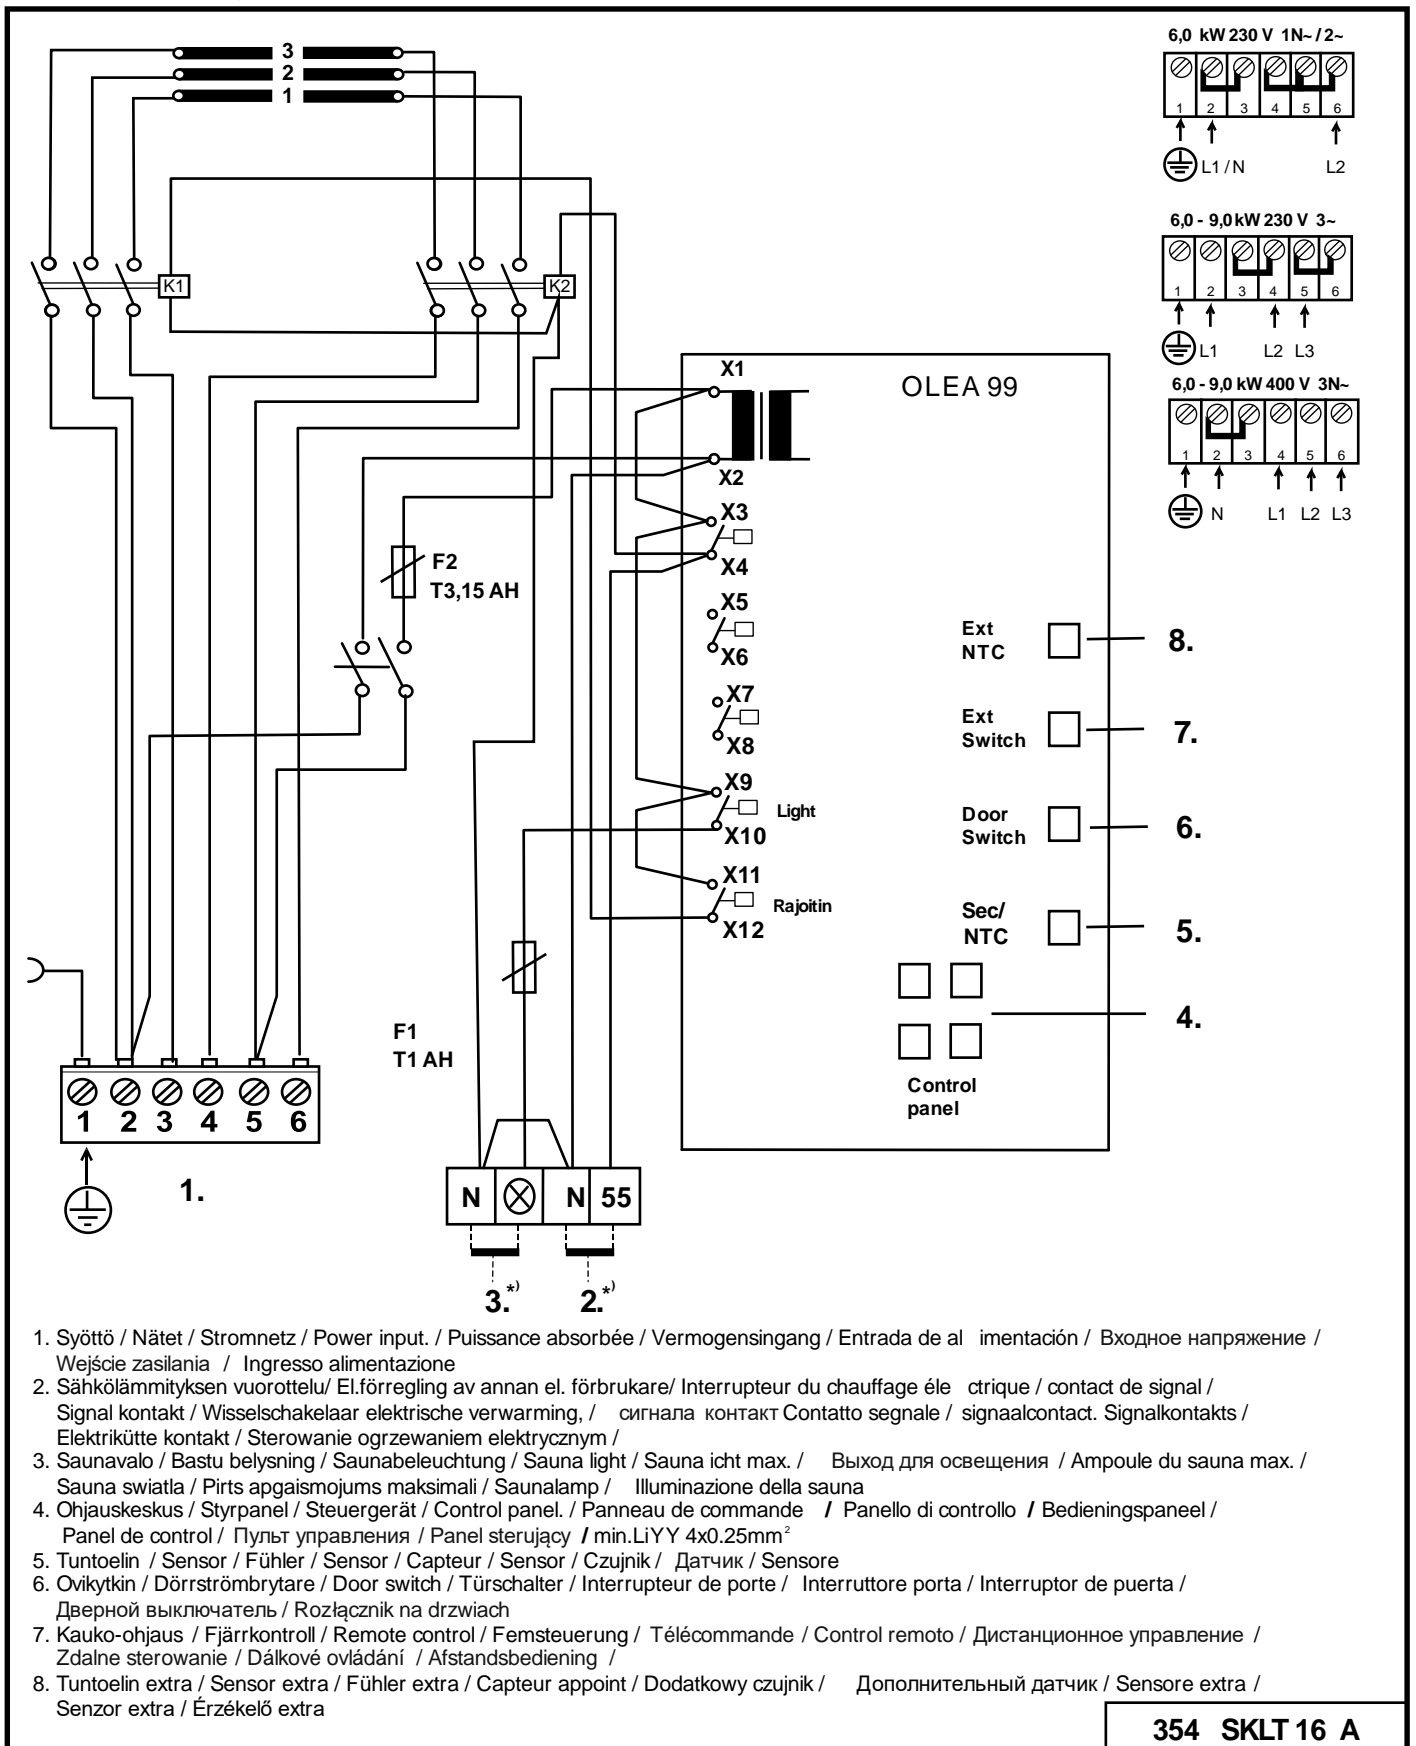 3
2
1
K1
K2
6,0 kW 230 V 1N~ / 2~
1 2 3 4 5 6
L1 / N L2
6,0 - 9,0 kW 230 V 3~
1 2 3 4 5 6
L1 L2 L3
6,0 - 9,0 kW 400 V 3N~
1 2 3 4 5 6
N L1 L2 L3
OLEA 99
X1
X2
X3
X4
X5
X6
X7
X8
X9
Light
X10
X11
Rajoitin
X12
F2
T3,15 AH
Ext
NTC
8.
Ext
Switch
7.
Door
Switch
6.
Sec/
NTC
5.
4.
Control
panel
F1
T1 AH
1 2 3 4 5 6
1.
N N 55
3.*) 2.*)
1. Syöttö / Nätet / Stromnetz / Power input. / Puissance absorbée / Vermogensingang / Entrada de al imentación / Входное напряжение /
Wejście zasilania / Ingresso alimentazione
2. Sähkölämmityksen vuorottelu/ El.förregling av annan el. förbrukare/ Interrupteur du chauffage éle ctrique / contact de signal /
Signal kontakt / Wisselschakelaar elektrische verwarming, / сигнала контакт Contatto segnale / signaalcontact. Signalkontakts /
Elektrikütte kontakt / Sterowanie ogrzewaniem elektrycznym /
3. Saunavalo / Bastu belysning / Saunabeleuchtung / Sauna light / Sauna icht max. / Выход для освещения / Ampoule du sauna max. /
Sauna swiatla / Pirts apgaismojums maksimali / Saunalamp / Illuminazione della sauna
4. Ohjauskeskus / Styrpanel / Steuergerät / Control panel. / Panneau de commande / Panello di controllo / Bedieningspaneel /
Panel de control / Пульт управления / Panel sterujący / min.LiYY 4x0.25mm²
5. Tuntoelin / Sensor / Fühler / Sensor / Capteur / Sensor / Czujnik / Датчик / Sensore
6. Ovikytkin / Dörrströmbrytare / Door switch / Türschalter / Interrupteur de porte / Interruttore porta / Interruptor de puerta /
Дверной выключатель / Rozłącznik na drzwiach
7. Kauko-ohjaus / Fjärrkontroll / Remote control / Femsteuerung / Télécommande / Control remoto / Дистанционное управление /
Zdalne sterowanie / Dálkové ovládání / Afstandsbediening /
8. Tuntoelin extra / Sensor extra / Fühler extra / Capteur appoint / Dodatkowy czujnik / Дополнительный датчик / Sensore extra /
Senzor extra / Érzékelő extra
354 SKLT 16 A